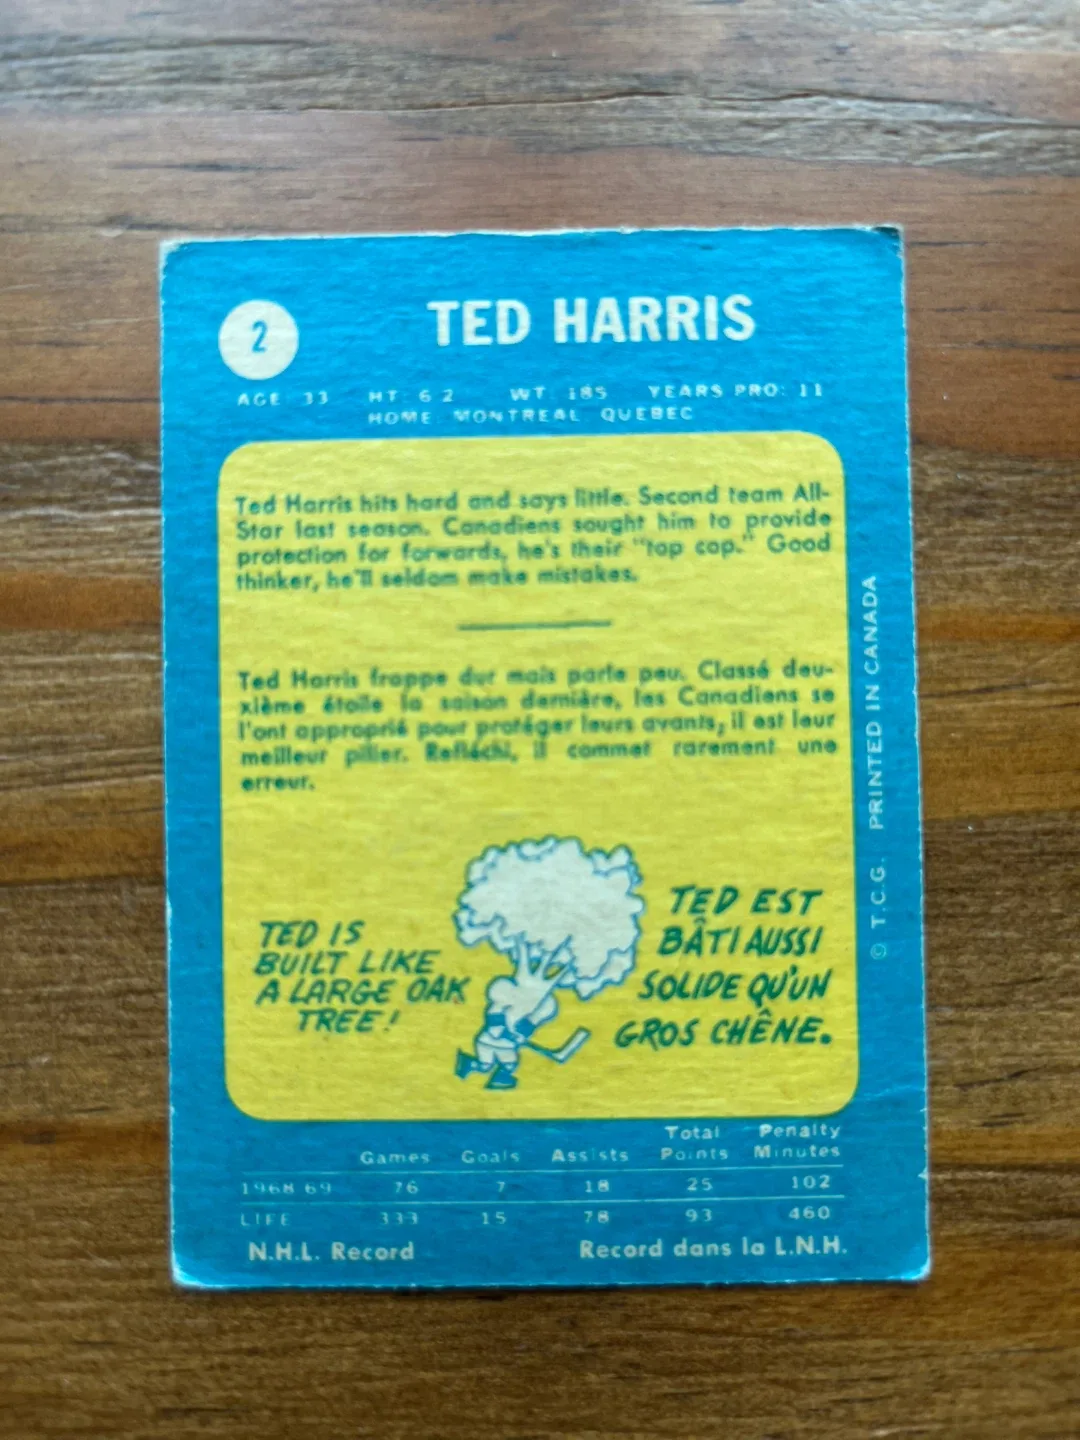 2
TED HARRIS
AGE: 33 HT: 6.2 WT: 185 YEARS PRO: 11
HOME: MONTREAL, QUEBEC
Ted Harris hits hard and says little. Second team All-
Star last season. Canadiens sought him to provide
protection for forwards, he's their "top cop." Good
thinker, he'll seldom make mistakes.
Ted Harris frappe dur mais parle peu. Classé deu-
xième étoile la saison dernière, les Canadiens se
l'ont approprié pour protéger leurs avants, il est leur
meilleur pilier. Réfléchi, il commet rarement une
erreur.
TED IS
BUILT LIKE
A LARGE OAK
TREE!
TED EST
BÂTI AUSSI
SOLIDE QU'UN
GROS CHÊNE.
© T.C.G. PRINTED IN CANADA
Games Goals Assists Total Points Penalty Minutes
1968-69 76 7 18 25 102
LIFE 333 15 78 93 460
N.H.L. Record Record dans la L.N.H.